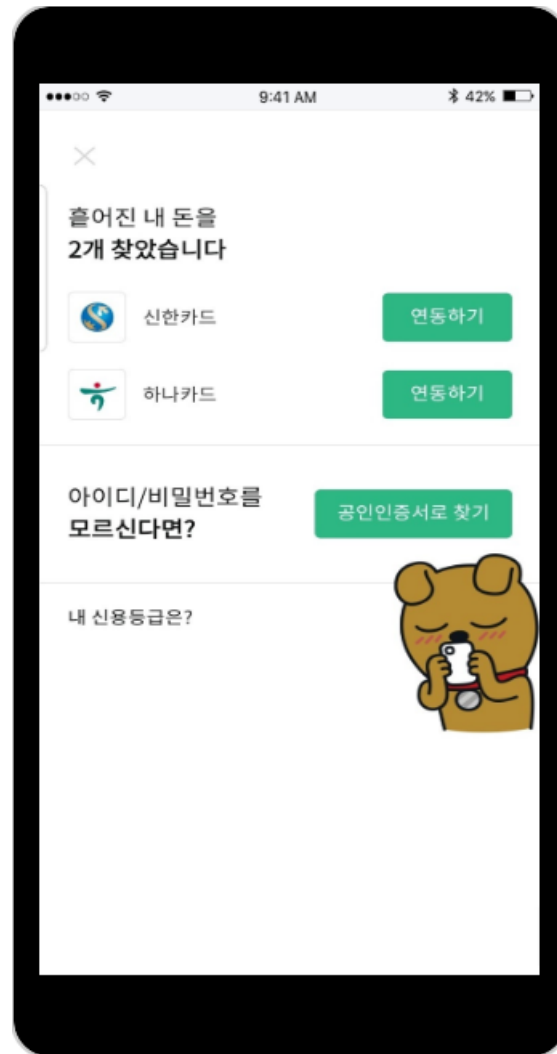 9:41 AM
42%
흩어진 내 돈을
2개 찾았습니다
신한카드
연동하기
하나카드
연동하기
아이디/비밀번호를
모르신다면?
공인인증서로 찾기
내 신용등급은?